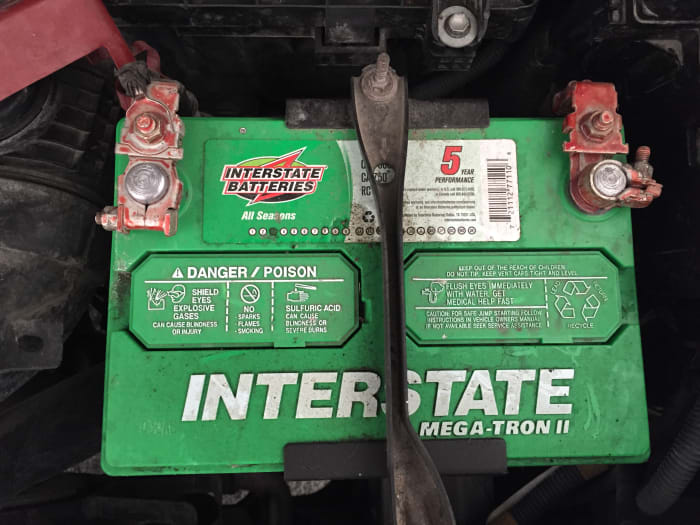 INTERSTATE
BATTERIES
All Seasons
5 YEAR
PERFORMANCE
CA
RC
DANGER / POISON
SHIELD
EYES
EXPLOSIVE
GASES
CAN CAUSE BLINDNESS
OR INJURY
NO
SPARKS
FLAMES
SMOKING
SULFURIC ACID
CAN CAUSE
BLINDNESS OR
SEVERE BURNS
KEEP OUT OF THE REACH OF CHILDREN
DO NOT TIP. KEEP VENT CAPS TIGHT AND LEVEL
FLUSH EYES IMMEDIATELY
WITH WATER. GET
MEDICAL HELP FAST
LEAD
RECYCLE
CAUTION: FOR SAFE JUMP STARTING FOLLOW
INSTRUCTIONS IN VEHICLE OWNERS MANUAL
IF NOT AVAILABLE SEEK SERVICE ASSISTANCE
INTERSTATE
MEGA-TRON II